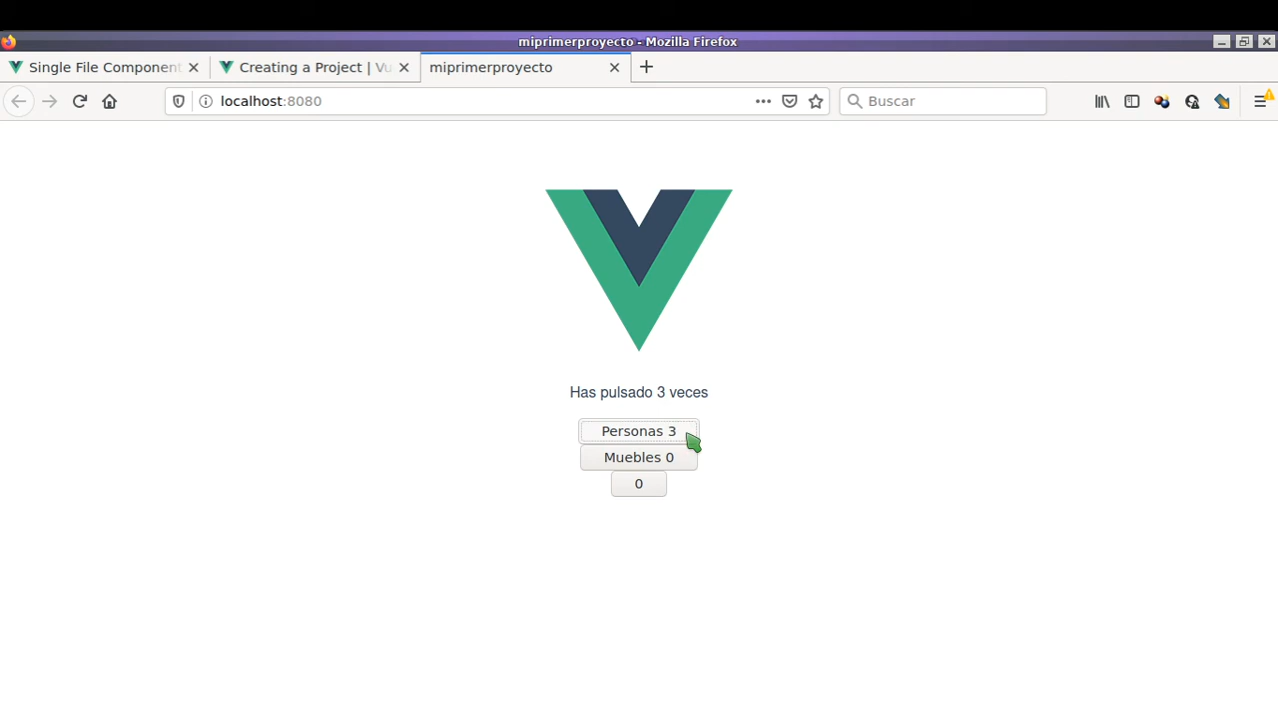 miprimerproyecto - Mozilla Firefox
Single File Component
Creating a Project | Vu
miprimerproyecto
localhost:8080
Buscar
Has pulsado 3 veces
Personas 3
Muebles 0
0